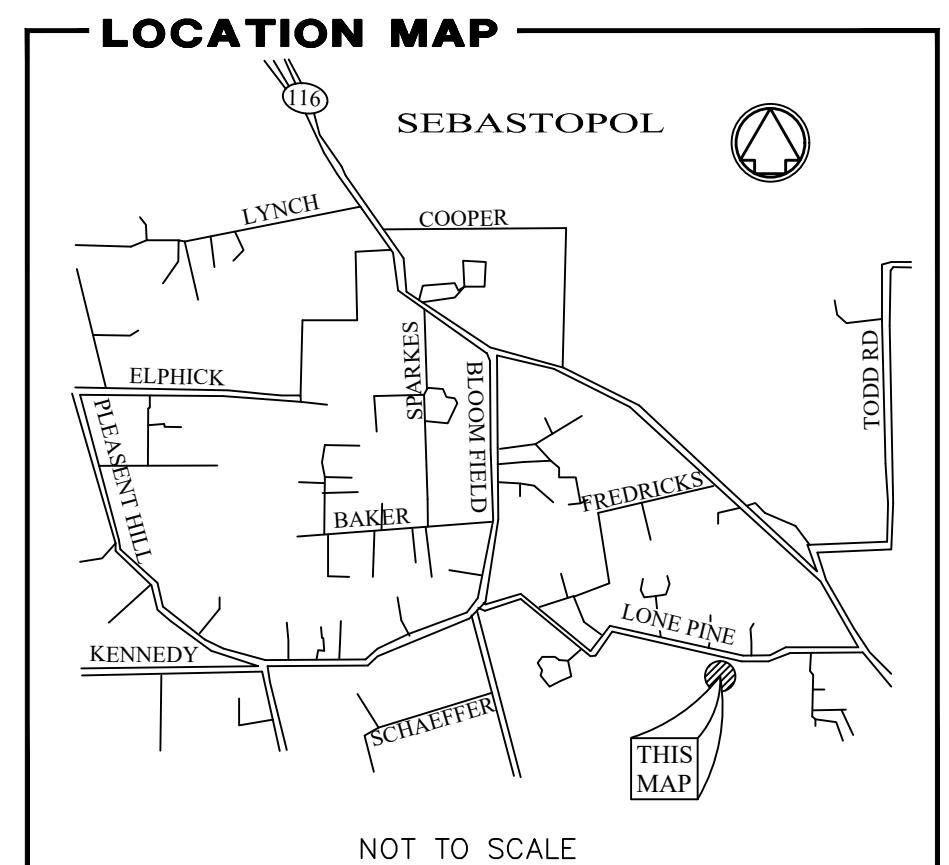 LOCATION MAP
116
SEBASTOPOL
LYNCH
COOPER
TODD RD
SPARKES
BLOOM FIELD
ELPHICK
PLEASENT HILL
FREDRICKS
BAKER
LONE PINE
KENNEDY
SCHAEFFER
THIS
MAP
NOT TO SCALE